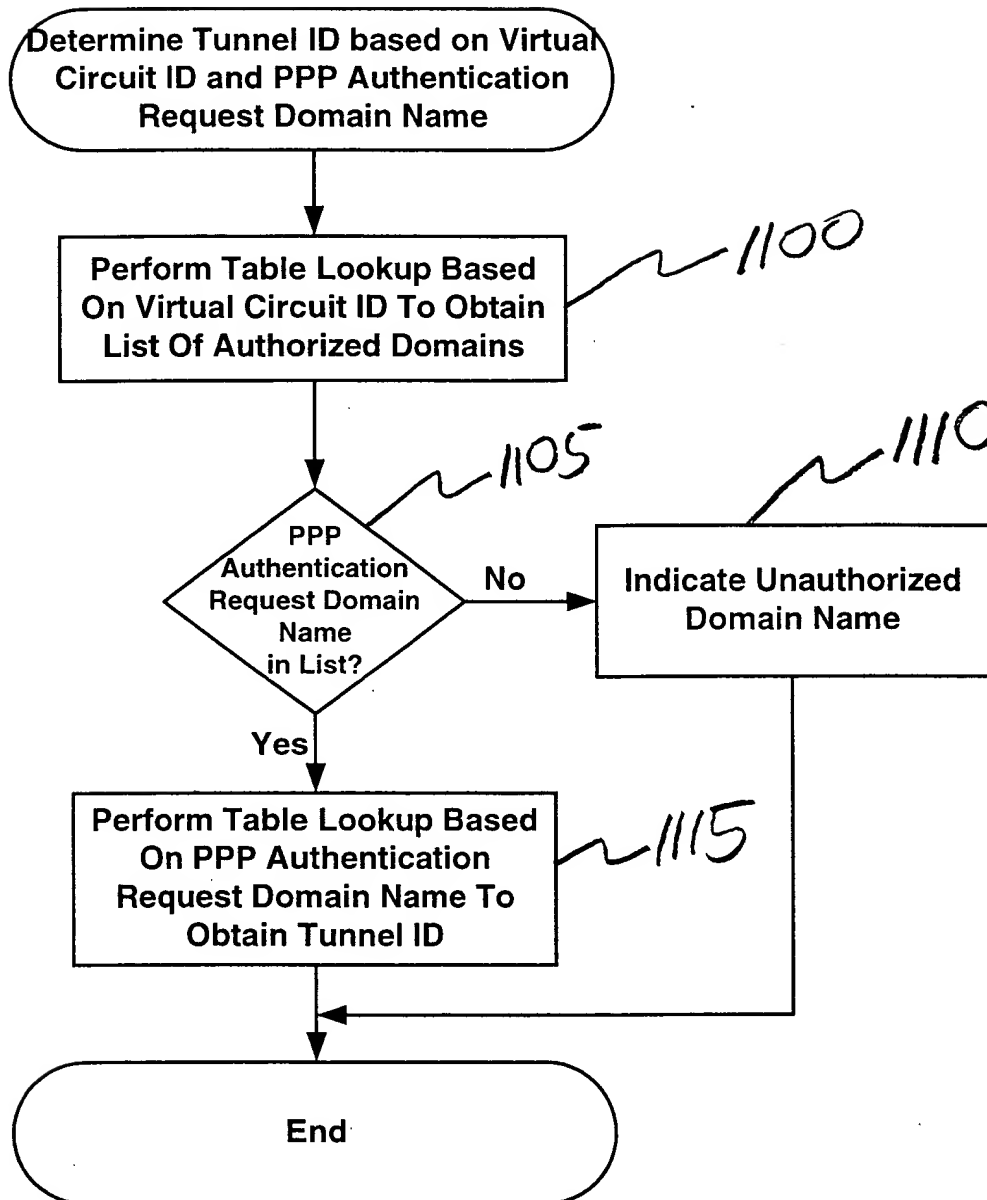 Determine Tunnel ID based on Virtual
Circuit ID and PPP Authentication
Request Domain Name
Perform Table Lookup Based
On Virtual Circuit ID To Obtain
List Of Authorized Domains
1100
PPP
Authentication
Request Domain
Name
in List?
1105
No
Indicate Unauthorized
Domain Name
1110
Yes
Perform Table Lookup Based
On PPP Authentication
Request Domain Name To
Obtain Tunnel ID
1115
End